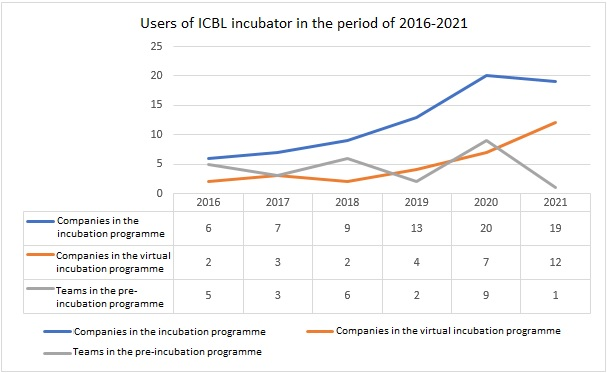 Users of ICBL incubator in the period of 2016-2021
25
20
15
10
5
0
2016 2017 2018 2019 2020 2021
Companies in the
incubation programme 6 7 9 13 20 19
Companies in the virtual
incubation programme 2 3 2 4 7 12
Teams in the pre-
incubation programme 5 3 6 2 9 1
Companies in the incubation programme Companies in the virtual incubation programme
Teams in the pre-incubation programme